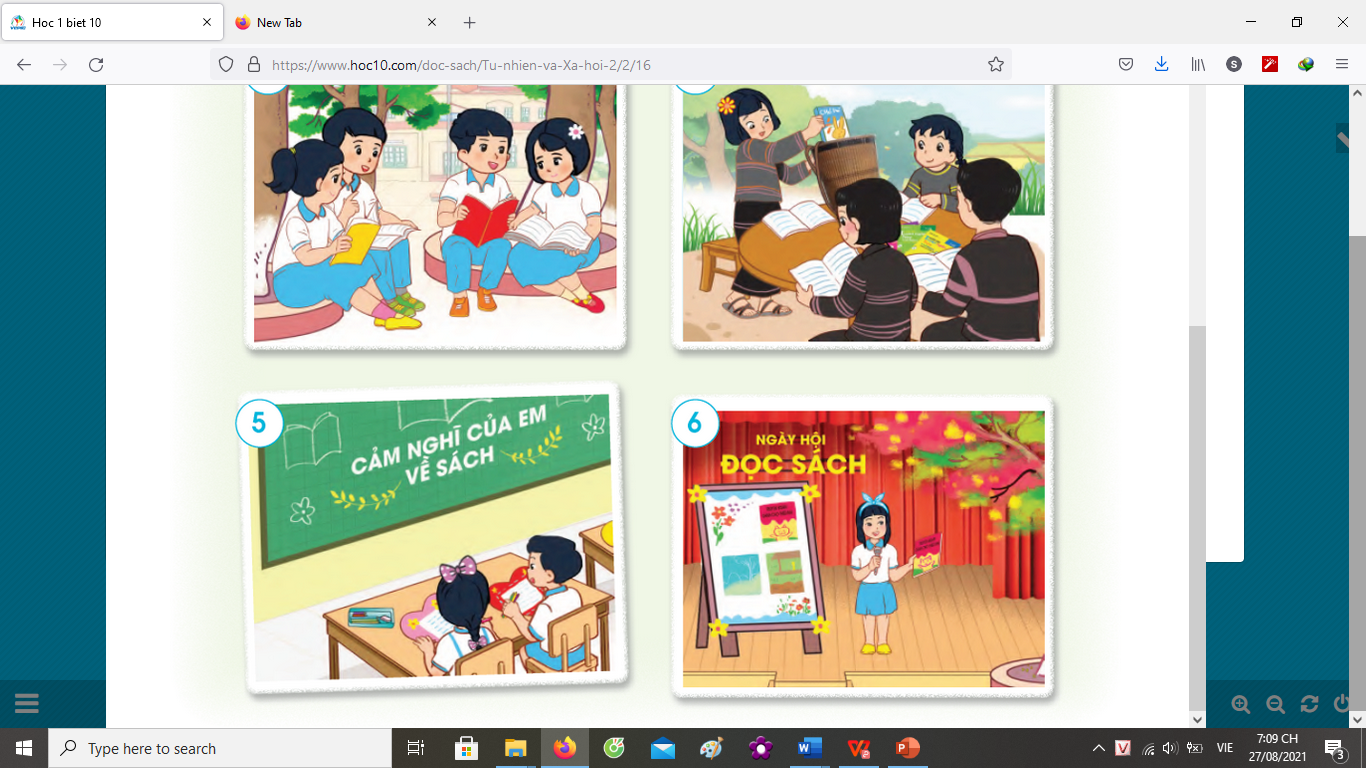 Hoc 1 biet 10
New Tab
https://www.hoc10.com/doc-sach/Tu-nhien-va-Xa-hoi-2/2/16
S
5
CẢM NGHĨ CỦA EM
VỀ SÁCH
6
NGÀY HỘI
ĐỌC SÁCH
Type here to search
V
VIE
7:09 CH
27/08/2021
3